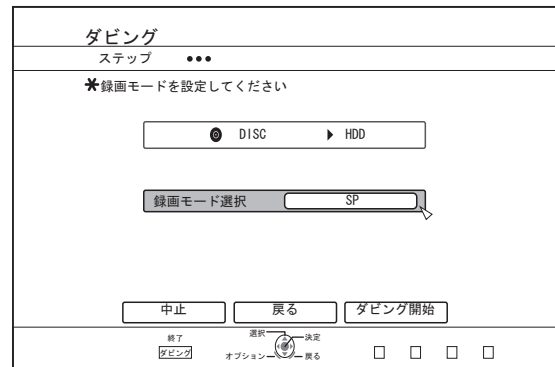 ダビング
ステップ •••
*録画モードを設定してください
DISC ▶ HDD
録画モード選択 SP
中止 戻る ダビング開始
終了
ダビング
選択 決定
オプション 戻る